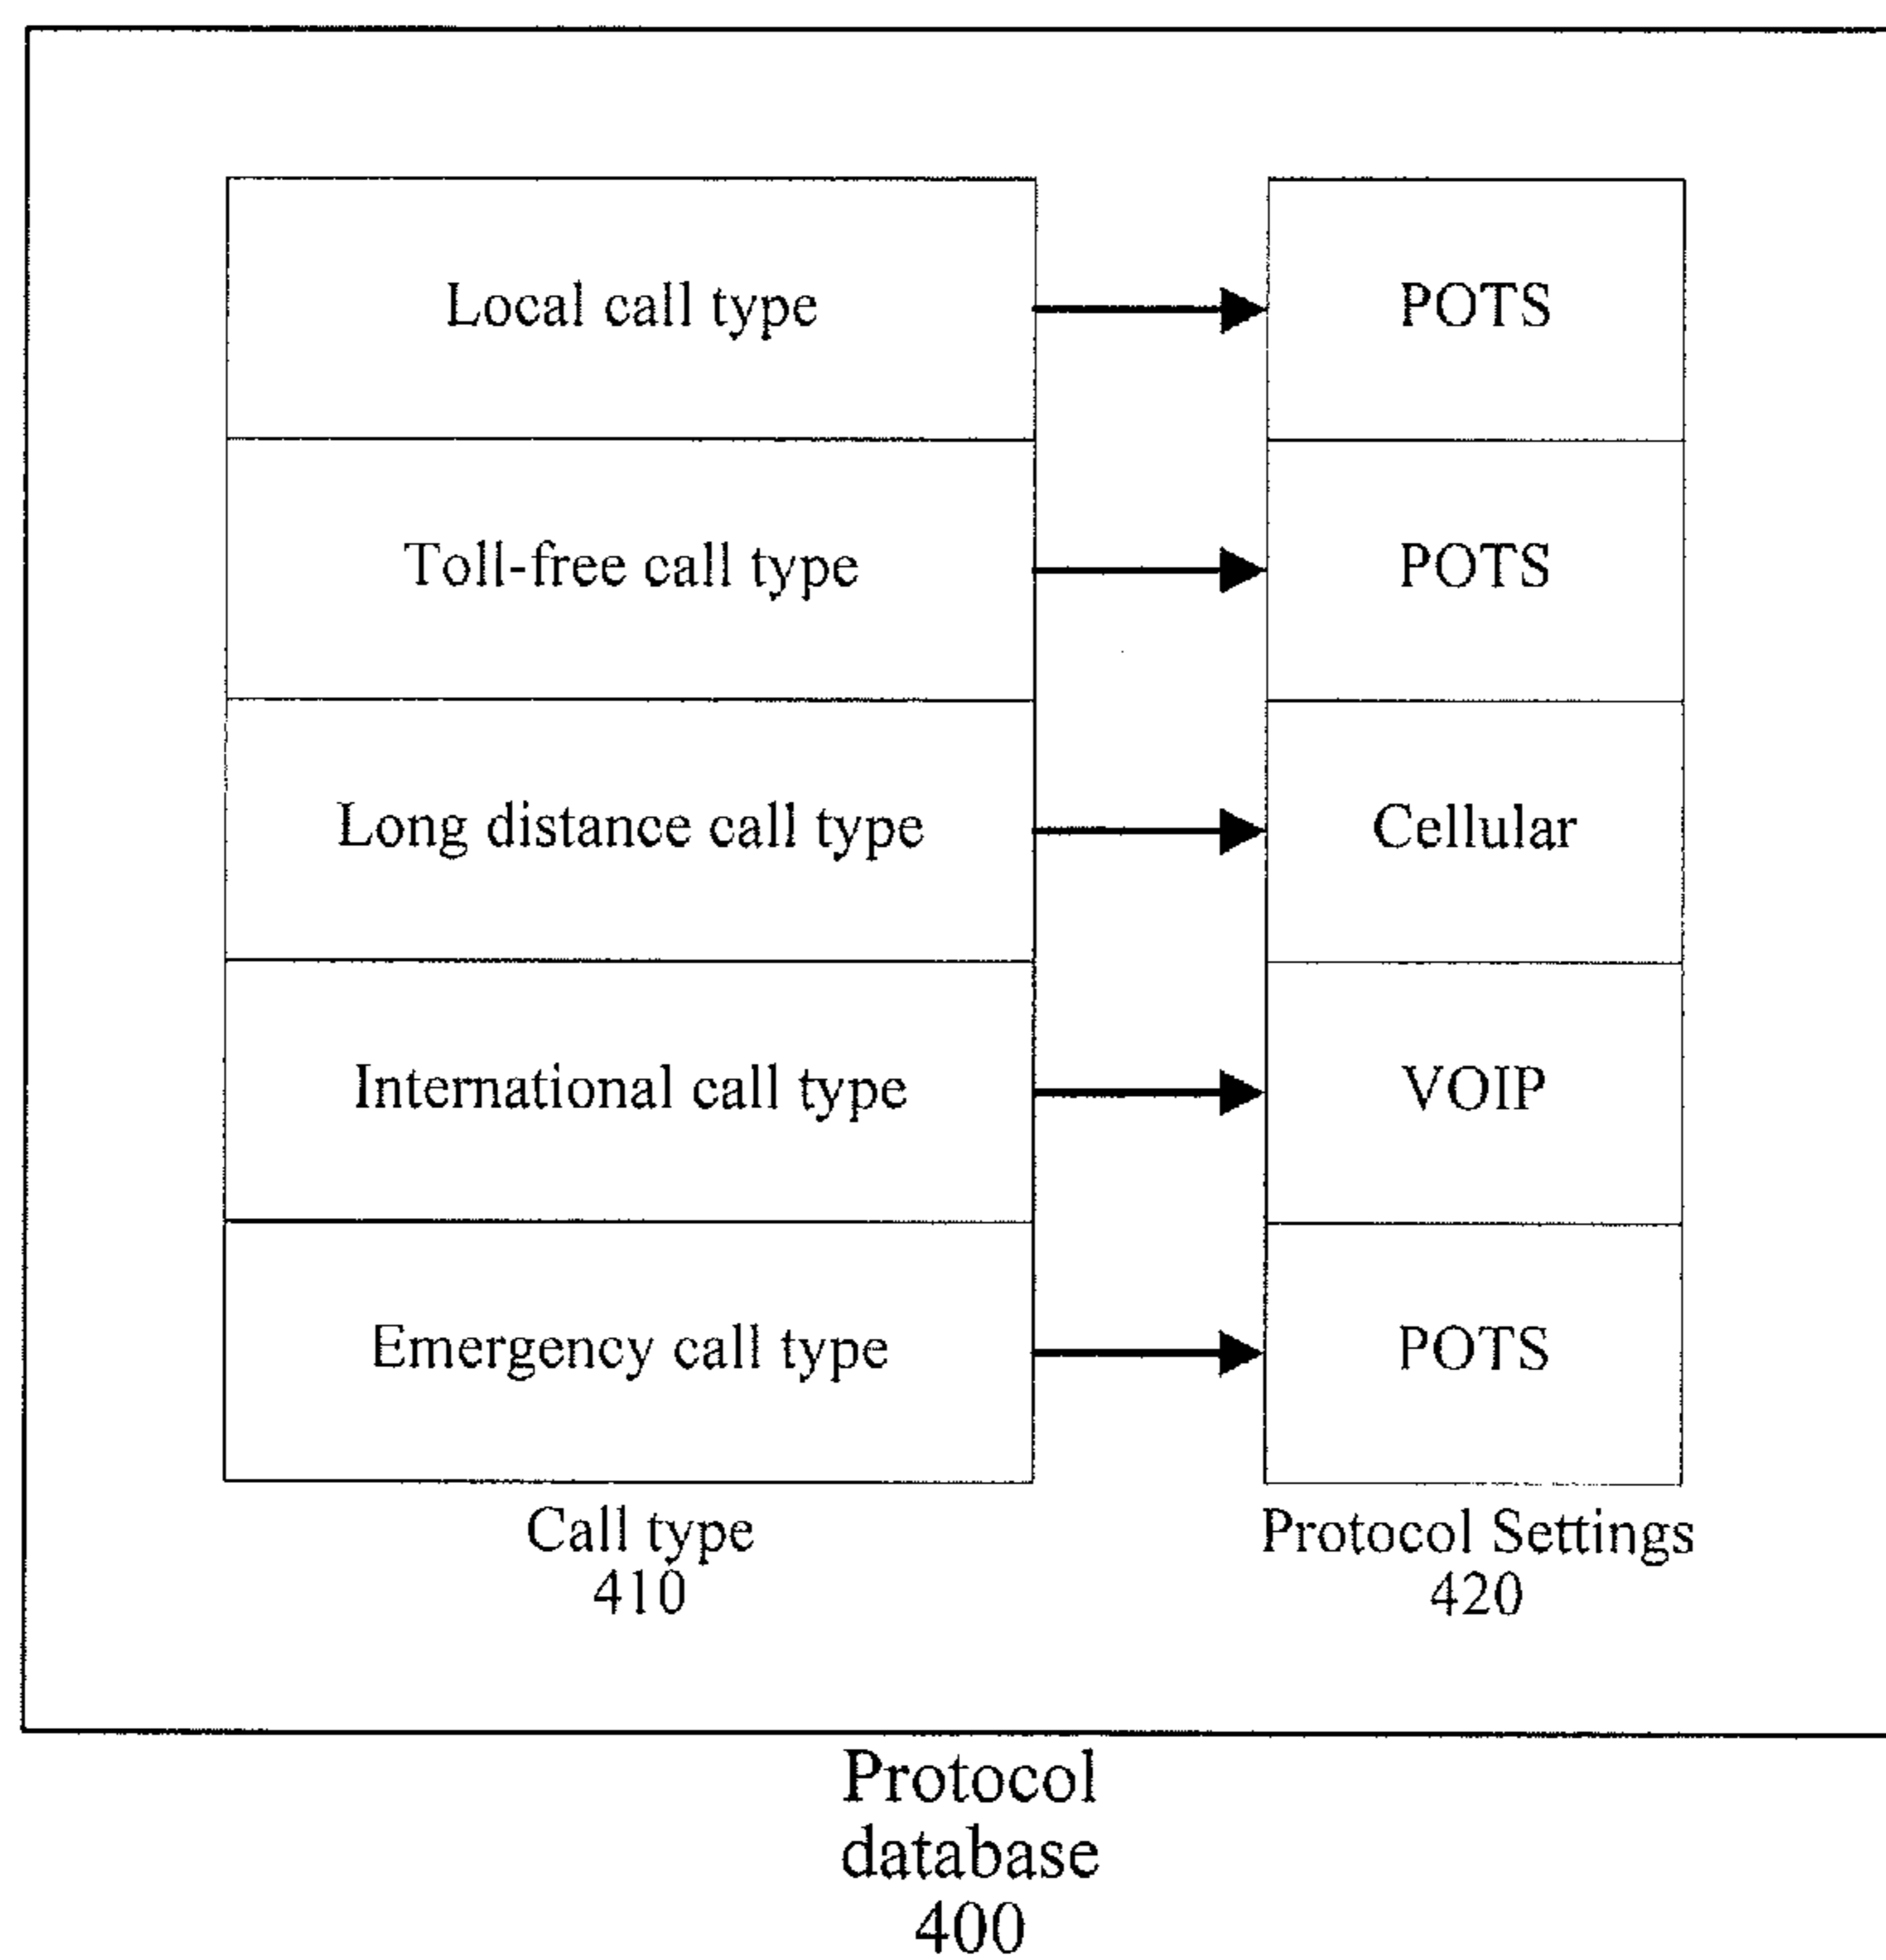 Local call type
POTS
Toll-free call type
POTS
Long distance call type
Cellular
International call type
VOIP
Emergency call type
POTS
Call type
410
Protocol Settings
420
Protocol
database
400